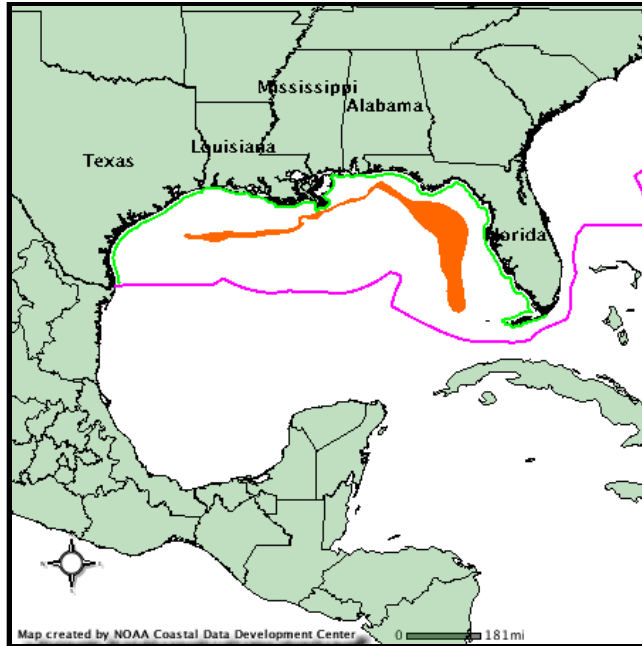 Mississippi
Alabama
Louisiana
Texas
Florida
Map created by NOAA Coastal Data Development Center
0 181mi